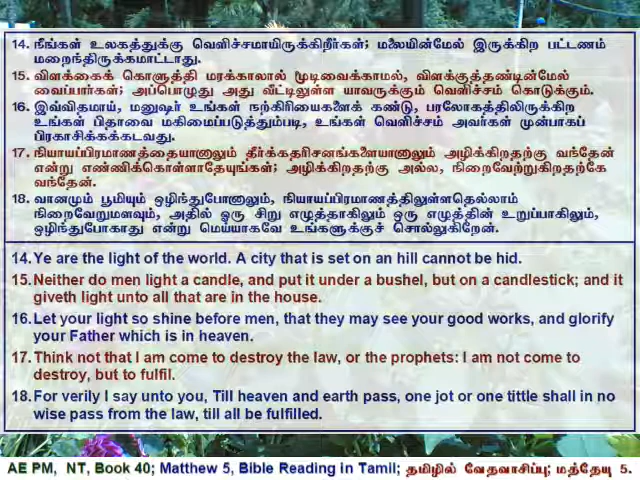 14. நீங்கள் உலகத்துக்கு வெளிச்சமாயிருக்கிறீர்கள்; மலையின்மேல் இருக்கிற பட்டணம்
மறைந்திருக்கமாட்டாது.
15. விளக்கைக் கொளுத்தி மரக்காலால் மூடிவைக்காமல், விளக்குத்தண்டின்மேல்
வைப்பார்கள்; அப்பொழுது அது வீட்டிலுள்ள யாவருக்கும் வெளிச்சம் கொடுக்கும்.
16. இவ்விதமாய், மனுஷர் உங்கள் நற்கிரியைகளைக் கண்டு, பரலோகத்திலிருக்கிற
உங்கள் பிதாவை மகிமைப்படுத்தும்படி, உங்கள் வெளிச்சம் அவர்கள் முன்பாகப்
பிரகாசிக்கக்கடவது.
17. நியாயப்பிரமாணத்தையானாலும் தீர்க்கதரிசனங்களையானாலும் அழிக்கிறதற்கு வந்தேன்
என்று எண்ணிக்கொள்ளாதேயுங்கள்; அழிக்கிறதற்கு அல்ல, நிறைவேற்றுகிறதற்கே
வந்தேன்.
18. வானமும் பூமியும் ஒழிந்துபோனாலும், நியாயப்பிரமாணத்திலுள்ளதெல்லாம்
நிறைவேறுமளவும், அதில் ஒரு சிறு எழுத்தாகிலும் ஒரு எழுத்தின் உறுப்பாகிலும்,
ஒழிந்துபோகாது என்று மெய்யாகவே உங்களுக்குச் சொல்லுகிறேன்.
14. Ye are the light of the world. A city that is set on an hill cannot be hid.
15. Neither do men light a candle, and put it under a bushel, but on a candlestick; and it
giveth light unto all that are in the house.
16. Let your light so shine before men, that they may see your good works, and glorify
your Father which is in heaven.
17. Think not that I am come to destroy the law, or the prophets: I am not come to
destroy, but to fulfil.
18. For verily I say unto you, Till heaven and earth pass, one jot or one tittle shall in no
wise pass from the law, till all be fulfilled.
AE PM, NT, Book 40; Matthew 5, Bible Reading in Tamil; தமிழில் வேதவாசிப்பு; மத்தேயு 5.